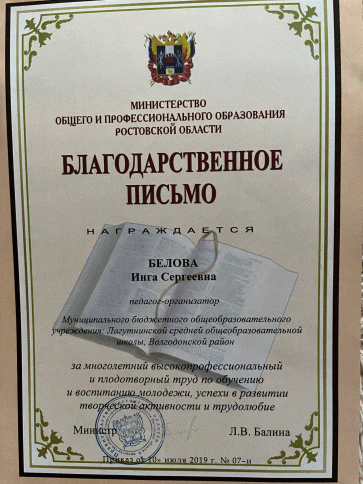 МИНИСТЕРСТВО
ОБЩЕГО И ПРОФЕССИОНАЛЬНОГО ОБРАЗОВАНИЯ
РОСТОВСКОЙ ОБЛАСТИ
БЛАГОДАРСТВЕННОЕ
ПИСЬМО
НАГРАЖДАЕТСЯ
БЕЛОВА
Инга Сергеевна
педагог-организатор
Муниципального бюджетного общеобразовательного
учреждения: Лагутнинской средней общеобразовательной
школы, Волгодонской район
за многолетний высокопрофессиональный
и плодотворный труд по обучению
и воспитанию молодежи, успехи в развитии
творческой активности и трудолюбие
Министр Л.В. Балина
Приказ от «10» июля 2019 г. № 07-н